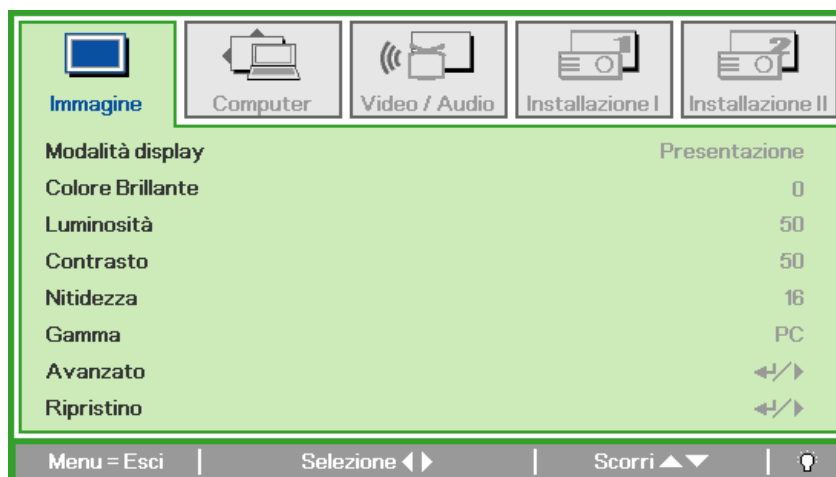 Immagine Computer Video / Audio Installazione I Installazione II
Modalità display Presentazione
Colore Brillante 0
Luminosità 50
Contrasto 50
Nitidezza 16
Gamma PC
Avanzato
Ripristino
Menu = Esci Selezione Scorri